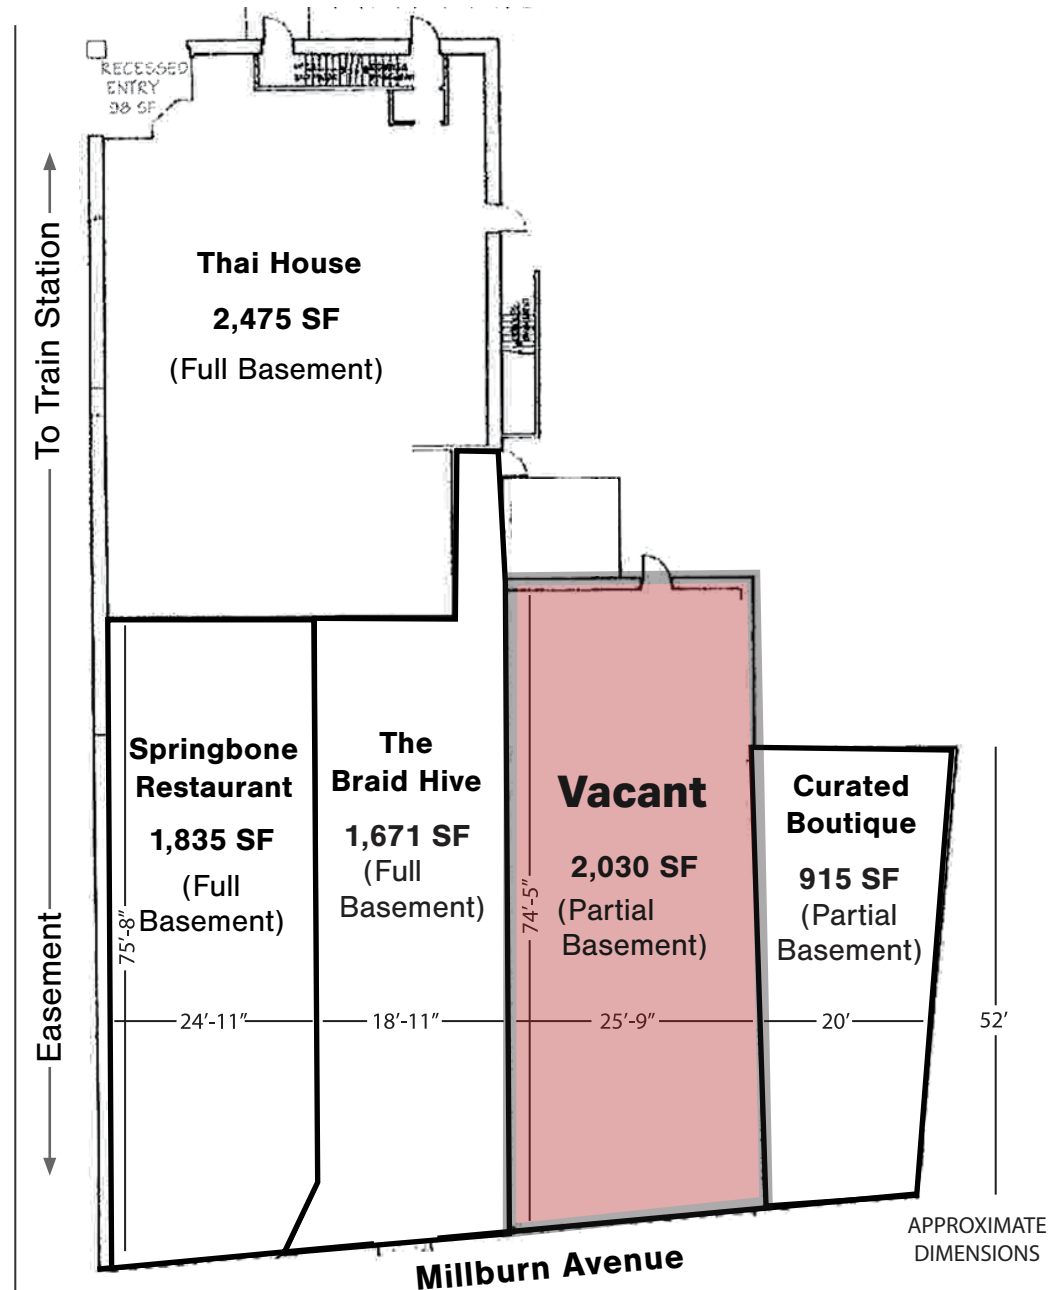 RECESSED
ENTRY
98 SF
To Train Station
Easement
Thai House
2,475 SF
(Full Basement)
Springbone
Restaurant
1,835 SF
(Full
Basement)
75'-8"
24'-11"
The
Braid Hive
1,671 SF
(Full
Basement)
18'-11"
Vacant
2,030 SF
(Partial
Basement)
74'-5"
25'-9"
Curated
Boutique
915 SF
(Partial
Basement)
20'
52'
APPROXIMATE
DIMENSIONS
Millburn Avenue